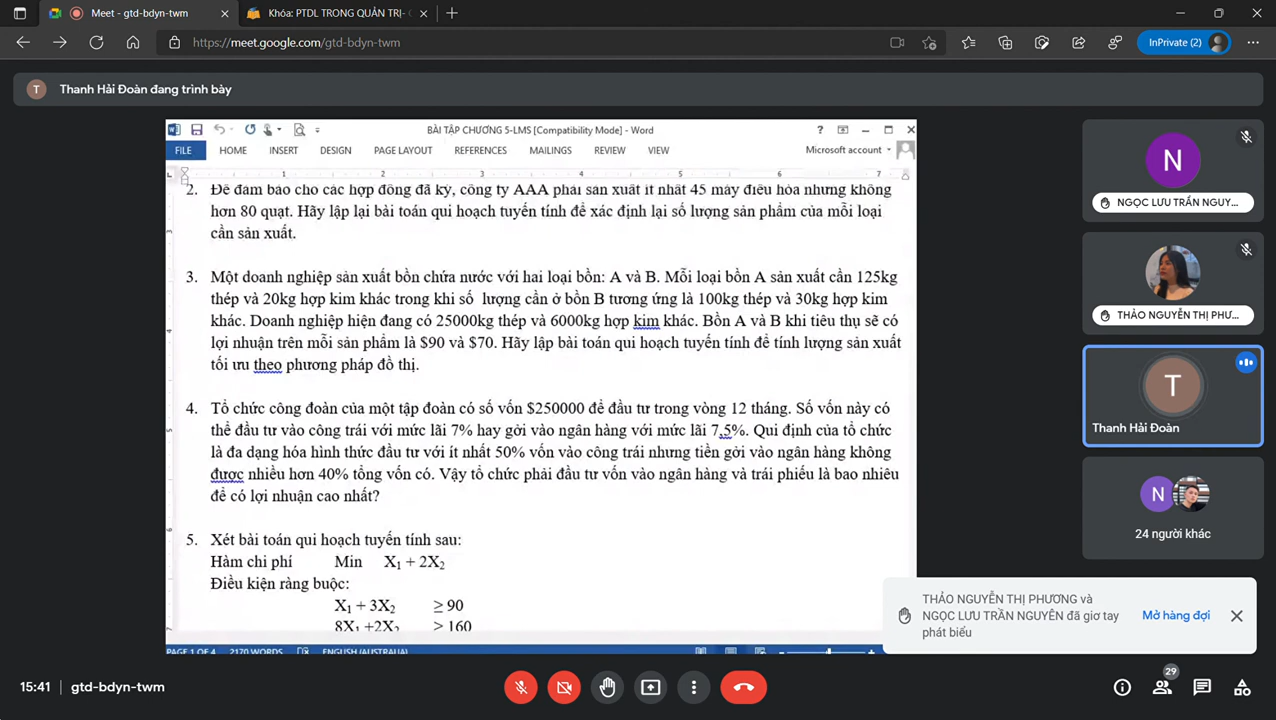 Meet - gtd-bdyn-twm
Khóa: PTDL TRONG QUẢN TRỊ-
https://meet.google.com/gtd-bdyn-twm
InPrivate (2)
T
Thanh Hải Đoàn đang trình bày
BÀI TẬP CHƯƠNG 5-LMS [Compatibility Mode] - Word
FILE HOME INSERT DESIGN PAGE LAYOUT REFERENCES MAILINGS REVIEW VIEW
Microsoft account
1 2 3 4 5 6 7
2. Để đảm bảo cho các hợp đồng đã ký, công ty AAA phải sản xuất ít nhất 45 máy điều hòa nhưng không
hơn 80 quạt. Hãy lập lại bài toán qui hoạch tuyến tính để xác định lại số lượng sản phẩm của mỗi loại
cần sản xuất.
3. Một doanh nghiệp sản xuất bồn chứa nước với hai loại bồn: A và B. Mỗi loại bồn A sản xuất cần 125kg
thép và 20kg hợp kim khác trong khi số lượng cần ở bồn B tương ứng là 100kg thép và 30kg hợp kim
khác. Doanh nghiệp hiện đang có 25000kg thép và 6000kg hợp kim khác. Bồn A và B khi tiêu thụ sẽ có
lợi nhuận trên mỗi sản phẩm là $90 và $70. Hãy lập bài toán qui hoạch tuyến tính để tính lượng sản xuất
tối ưu theo phương pháp đồ thị.
4. Tổ chức công đoàn của một tập đoàn có số vốn $250000 để đầu tư trong vòng 12 tháng. Số vốn này có
thể đầu tư vào công trái với mức lãi 7% hay gởi vào ngân hàng với mức lãi 7,5%. Qui định của tổ chức
là đa dạng hóa hình thức đầu tư với ít nhất 50% vốn vào công trái nhưng tiền gởi vào ngân hàng không
được nhiều hơn 40% tổng vốn có. Vậy tổ chức phải đầu tư vốn vào ngân hàng và trái phiếu là bao nhiêu
để có lợi nhuận cao nhất?
5. Xét bài toán qui hoạch tuyến tính sau:
Hàm chi phí Min X₁ + 2X₂
Điều kiện ràng buộc:
X₁ + 3X₂ ≥ 90
8X₁ +2X₂ ≥ 160
PAGE 1 OF 4 2170 WORDS ENGLISH (AUSTRALIA)
N
NGỌC LƯU TRẦN NGUY...
THẢO NGUYỄN THỊ PHƯ...
T
Thanh Hải Đoàn
N
24 người khác
THẢO NGUYỄN THỊ PHƯƠNG và
NGỌC LƯU TRẦN NGUYÊN đã giơ tay
phát biểu
Mở hàng đợi
15:41 | gtd-bdyn-twm
29